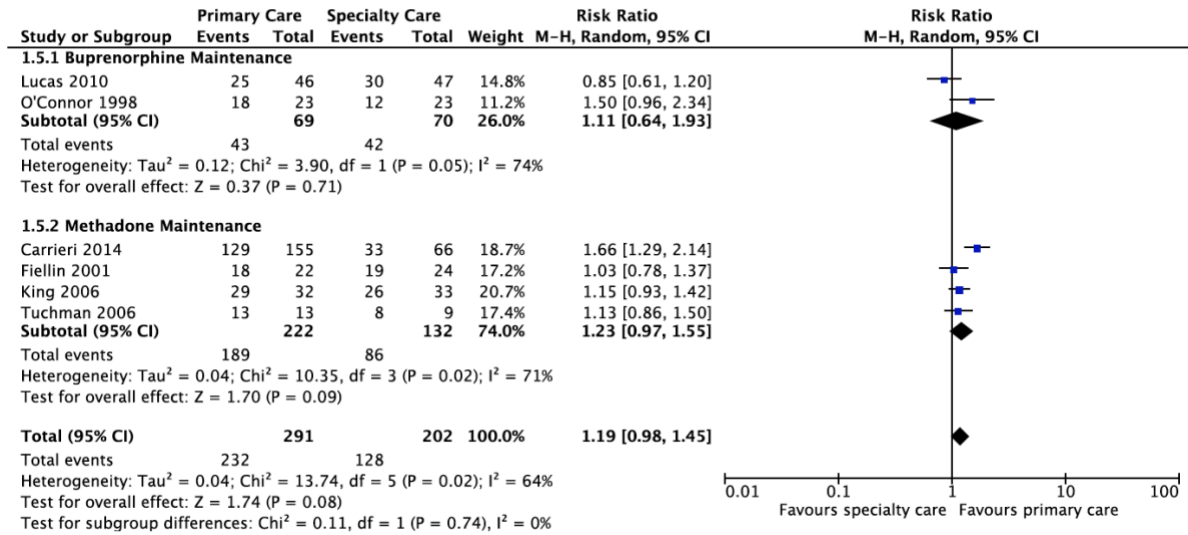 Primary Care Specialty Care Risk Ratio Risk Ratio
Study or Subgroup Events Total Events Total Weight M-H, Random, 95% CI M-H, Random, 95% CI
1.5.1 Buprenorphine Maintenance
Lucas 2010 25 46 30 47 14.8% 0.85 [0.61, 1.20]
O'Connor 1998 18 23 12 23 11.2% 1.50 [0.96, 2.34]
Subtotal (95% CI) 69 70 26.0% 1.11 [0.64, 1.93]
Total events 43 42
Heterogeneity: Tau² = 0.12; Chi² = 3.90, df = 1 (P = 0.05); I² = 74%
Test for overall effect: Z = 0.37 (P = 0.71)
1.5.2 Methadone Maintenance
Carrieri 2014 129 155 33 66 18.7% 1.66 [1.29, 2.14]
Fiellin 2001 18 22 19 24 17.2% 1.03 [0.78, 1.37]
King 2006 29 32 26 33 20.7% 1.15 [0.93, 1.42]
Tuchman 2006 13 13 8 9 17.4% 1.13 [0.86, 1.50]
Subtotal (95% CI) 222 132 74.0% 1.23 [0.97, 1.55]
Total events 189 86
Heterogeneity: Tau² = 0.04; Chi² = 10.35, df = 3 (P = 0.02); I² = 71%
Test for overall effect: Z = 1.70 (P = 0.09)
Total (95% CI) 291 202 100.0% 1.19 [0.98, 1.45]
Total events 232 128
Heterogeneity: Tau² = 0.04; Chi² = 13.74, df = 5 (P = 0.02); I² = 64%
Test for overall effect: Z = 1.74 (P = 0.08)
Test for subgroup differences: Chi² = 0.11, df = 1 (P = 0.74), I² = 0%
0.01 0.1 1 10 100
Favours specialty care Favours primary care